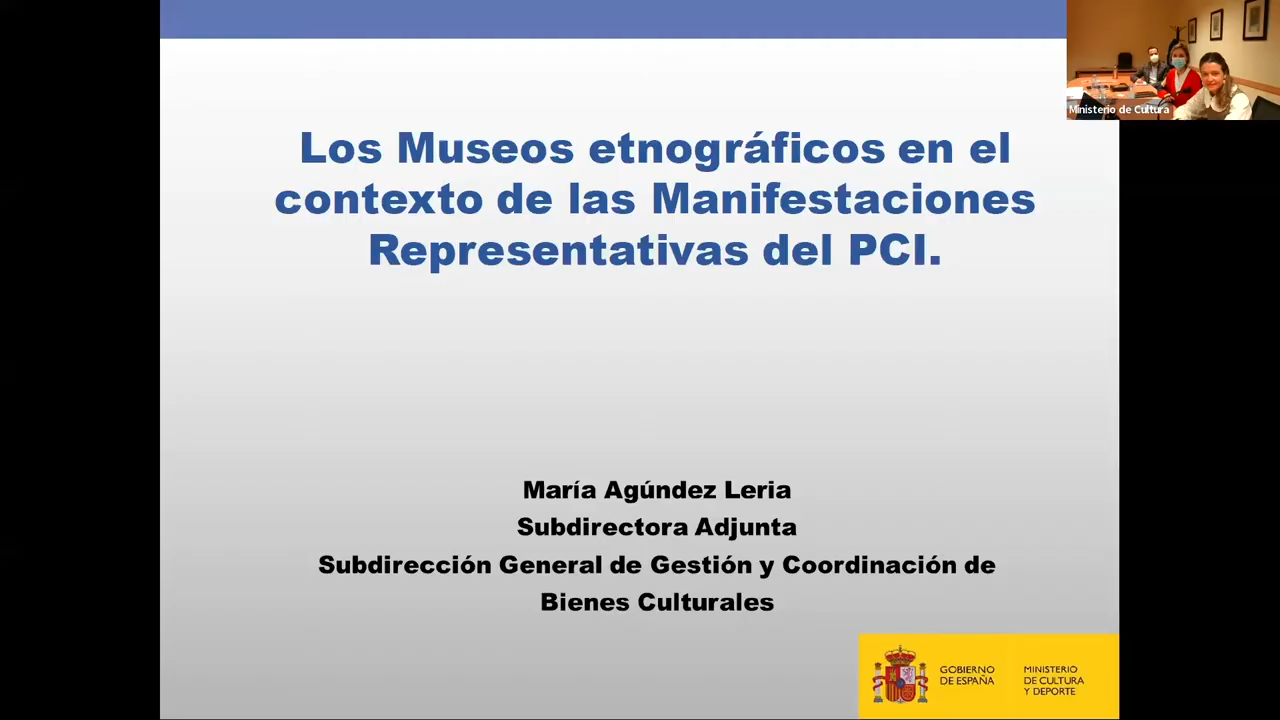 Ministerio de Cultura
Los Museos etnográficos en el
contexto de las Manifestaciones
Representativas del PCI.
María Agúndez Leria
Subdirectora Adjunta
Subdirección General de Gestión y Coordinación de
Bienes Culturales
GOBIERNO
DE ESPAÑA
MINISTERIO
DE CULTURA
Y DEPORTE